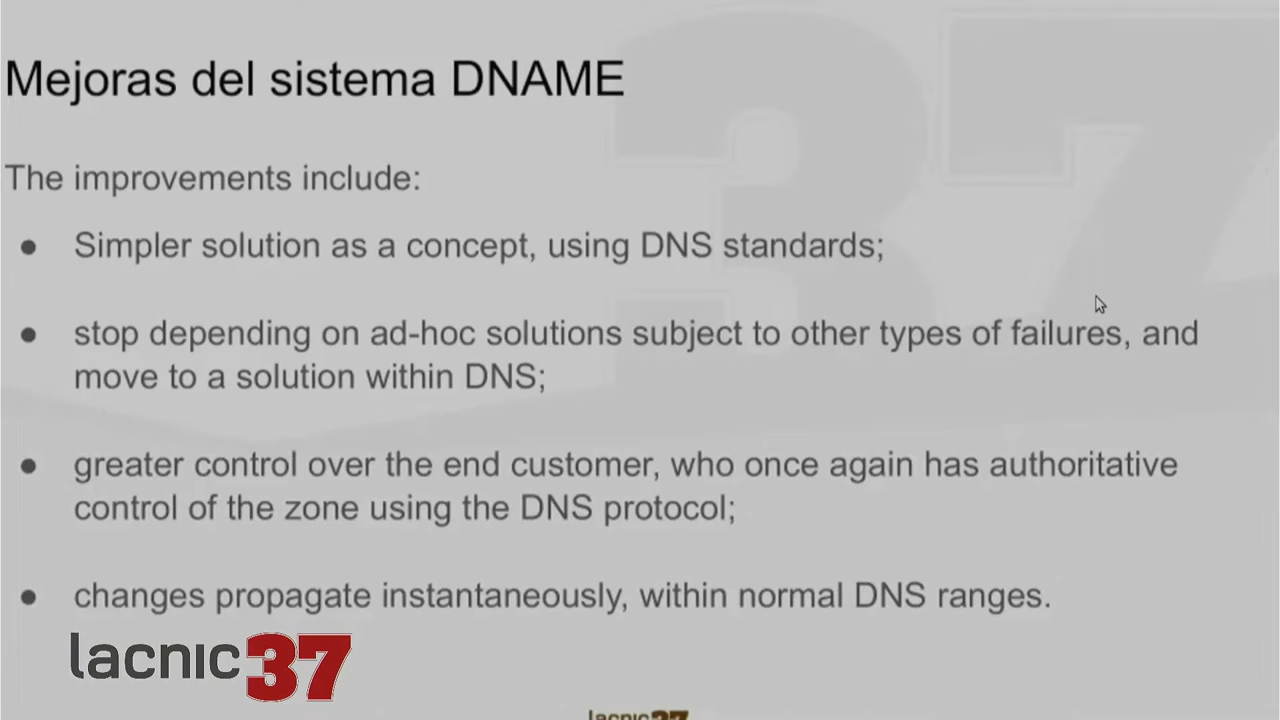 Mejoras del sistema DNAME
The improvements include:
● Simpler solution as a concept, using DNS standards;
● stop depending on ad-hoc solutions subject to other types of failures, and
move to a solution within DNS;
● greater control over the end customer, who once again has authoritative
control of the zone using the DNS protocol;
● changes propagate instantaneously, within normal DNS ranges.
lacnic37
lacnic37
37